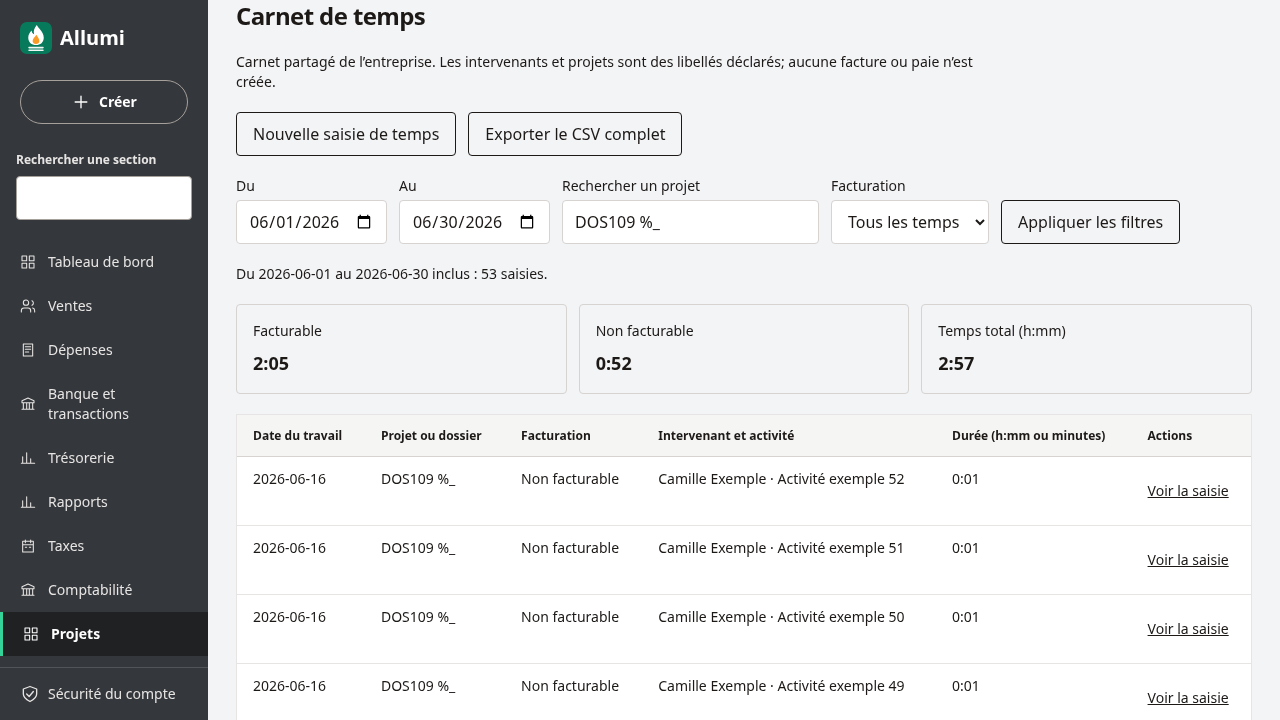 Allumi
Créer
Rechercher une section
Tableau de bord
Ventes
Dépenses
Banque et
transactions
Trésorerie
Rapports
Taxes
Comptabilité
Projets
Sécurité du compte
Carnet de temps
Carnet partagé de l’entreprise. Les intervenants et projets sont des libellés déclarés; aucune facture ou paie n’est
créée.
Nouvelle saisie de temps Exporter le CSV complet
Du Au Rechercher un projet Facturation
06/01/2026 06/30/2026 DOS109 %_ Tous les temps Appliquer les filtres
Du 2026-06-01 au 2026-06-30 inclus : 53 saisies.
Facturable Non facturable Temps total (h:mm)
2:05 0:52 2:57
Date du travail Projet ou dossier Facturation Intervenant et activité Durée (h:mm ou minutes) Actions
2026-06-16 DOS109 %_ Non facturable Camille Exemple · Activité exemple 52 0:01 Voir la saisie
2026-06-16 DOS109 %_ Non facturable Camille Exemple · Activité exemple 51 0:01 Voir la saisie
2026-06-16 DOS109 %_ Non facturable Camille Exemple · Activité exemple 50 0:01 Voir la saisie
2026-06-16 DOS109 %_ Non facturable Camille Exemple · Activité exemple 49 0:01 Voir la saisie